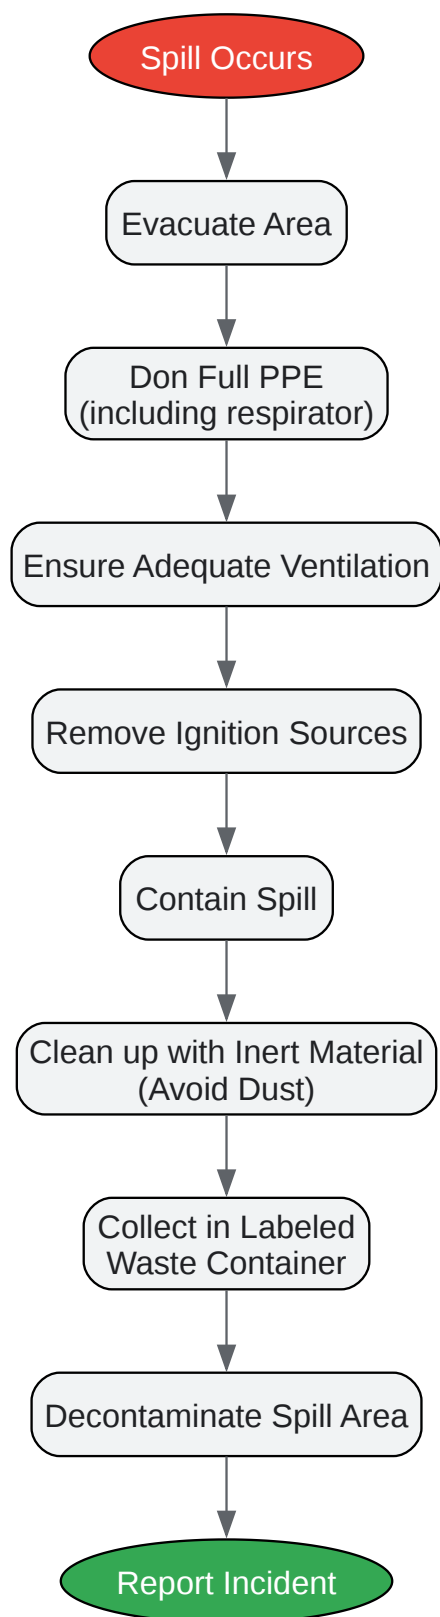 Spill Occurs
Evacuate Area
Don Full PPE
(including respirator)
Ensure Adequate Ventilation
Remove Ignition Sources
Contain Spill
Clean up with Inert Material
(Avoid Dust)
Collect in Labeled
Waste Container
Decontaminate Spill Area
Report Incident